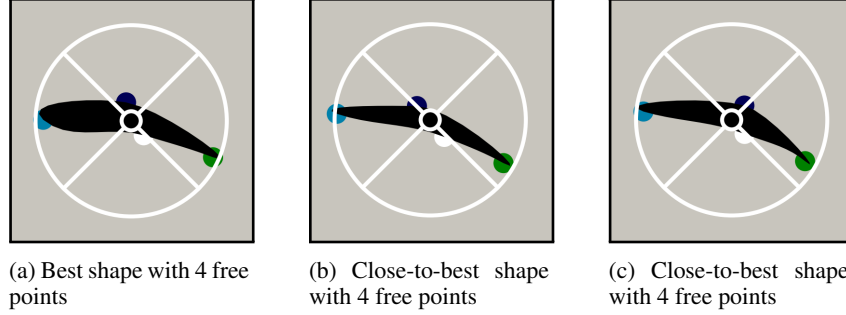 (a) Best shape with 4 free
points
(b) Close-to-best shape
with 4 free points
(c) Close-to-best shape
with 4 free points